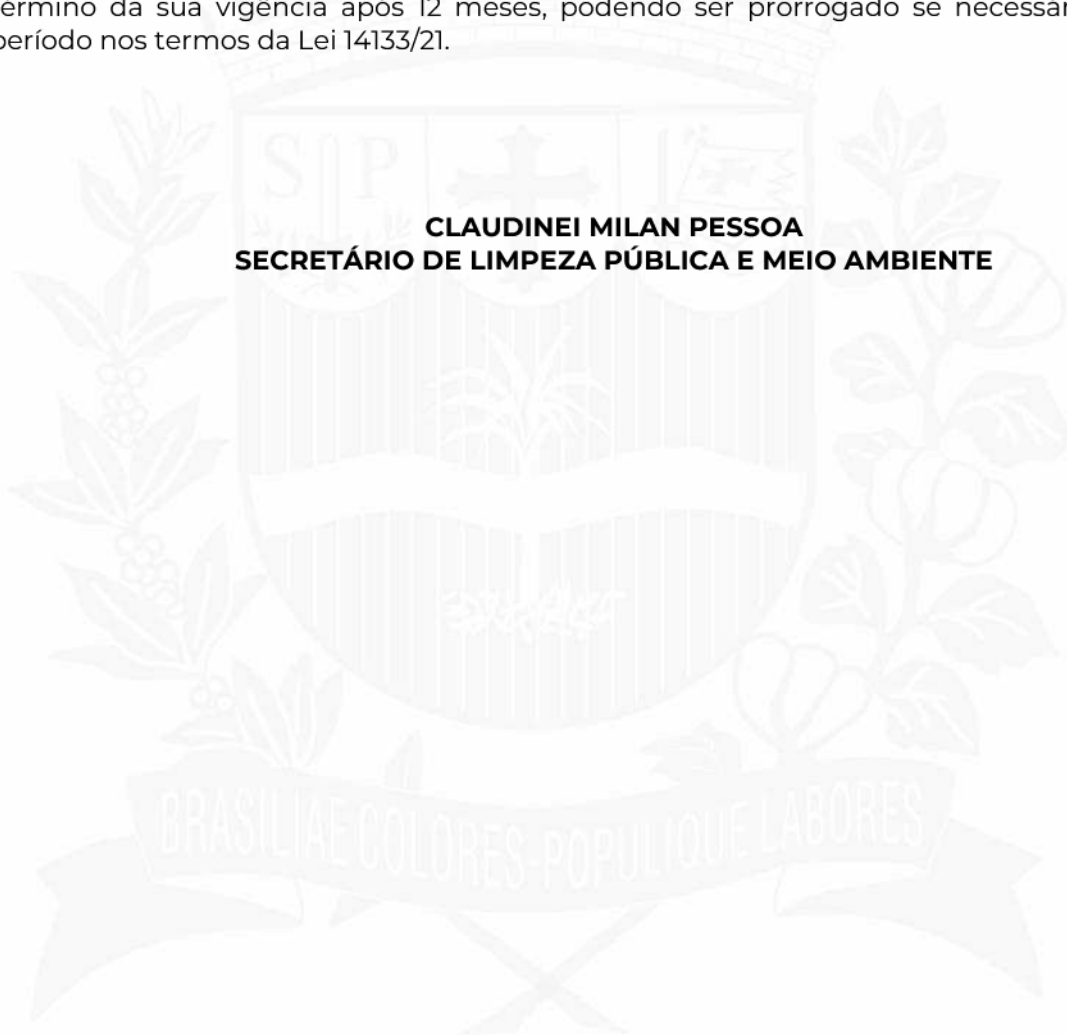 término da sua vigência após 12 meses, podendo ser prorrogado se
período nos termos da Lei 14133/21.
S P
CLAUDINEI MILAN PESSOA
SECRETÁRIO DE LIMPEZA PÚBLICA E MEIO AMBIENTE
BRASILIAE COLORES-POPULIQUE LABORES